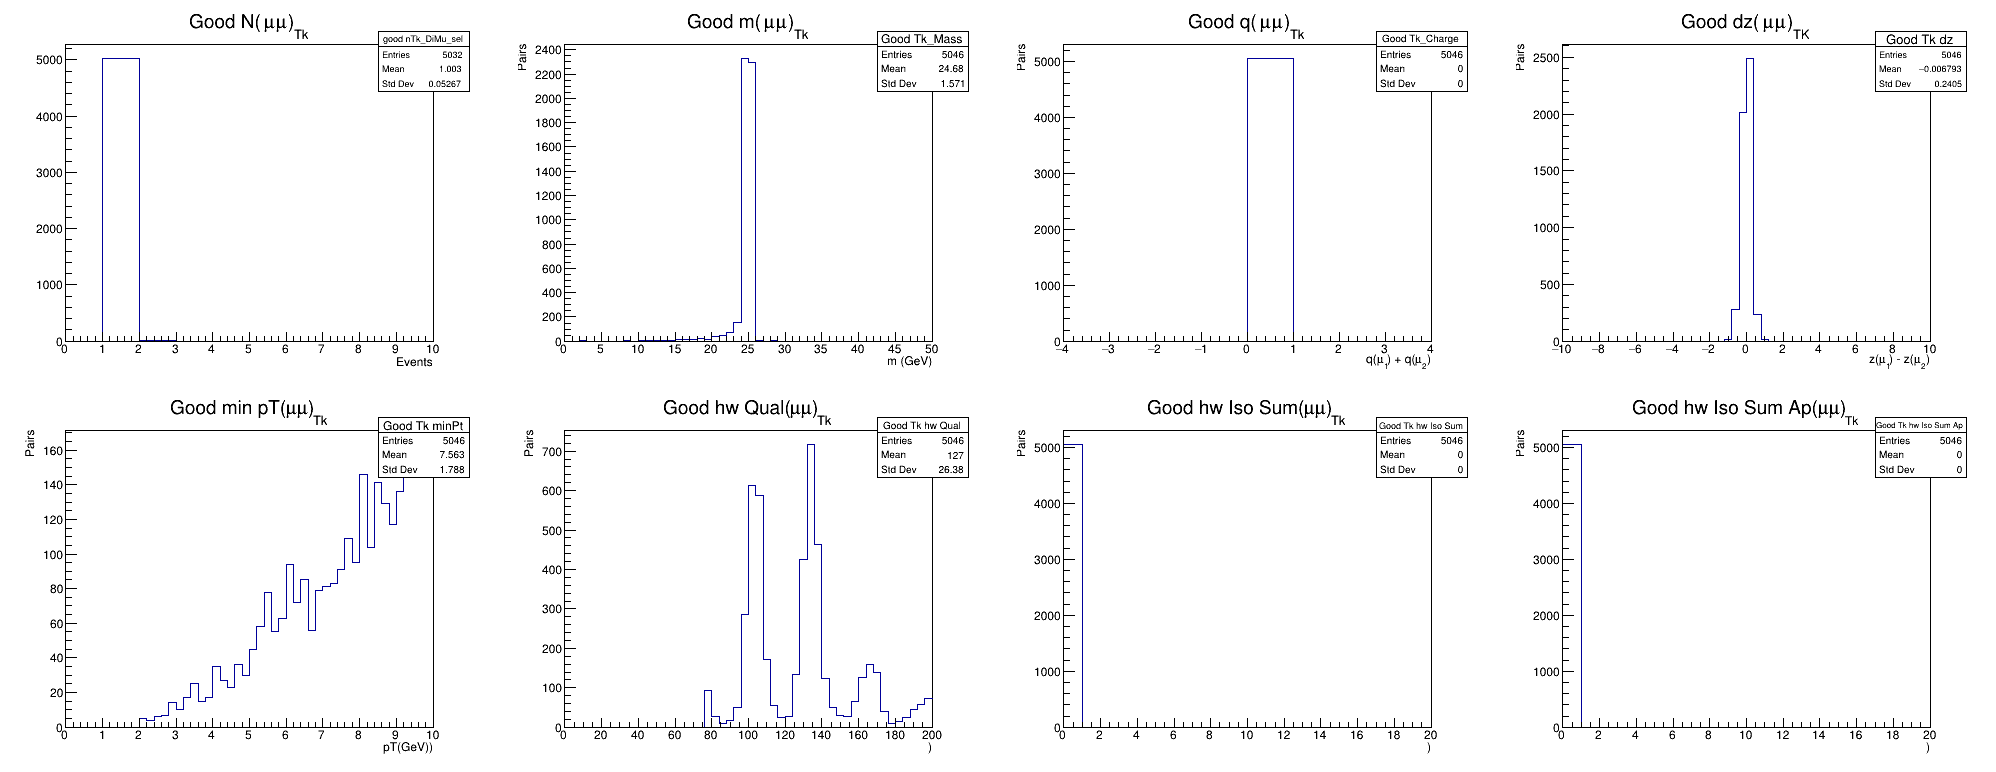 Good N(μμ)Tk
good nTk_DiMu_sel
Entries 5032
Mean 1.003
Std Dev 0.05267
5000
4000
3000
2000
1000
0
0 1 2 3 4 5 6 7 8 9 10
Events
Good m(μμ)Tk
Good Tk_Mass
Entries 5046
Mean 24.68
Std Dev 1.571
Pairs
2400
2200
2000
1800
1600
1400
1200
1000
800
600
400
200
0
0 5 10 15 20 25 30 35 40 45 50
m (GeV)
Good q(μμ)Tk
Good Tk_Charge
Entries 5046
Mean 0
Std Dev 0
Pairs
5000
4000
3000
2000
1000
0
−4 −3 −2 −1 0 1 2 3 4
q(μ1) + q(μ2)
Good dz(μμ)TK
Good Tk dz
Entries 5046
Mean −0.006793
Std Dev 0.2405
Pairs
2500
2000
1500
1000
500
0
−10 −8 −6 −4 −2 0 2 4 6 8 10
z(μ1) - z(μ2)
Good min pT(μμ)Tk
Good Tk minPt
Entries 5046
Mean 7.563
Std Dev 1.788
Pairs
160
140
120
100
80
60
40
20
0
0 1 2 3 4 5 6 7 8 9 10
pT(GeV))
Good hw Qual(μμ)Tk
Good Tk hw Qual
Entries 5046
Mean 127
Std Dev 26.38
Pairs
700
600
500
400
300
200
100
0
0 20 40 60 80 100 120 140 160 180 200
)
Good hw Iso Sum(μμ)Tk
Good Tk hw Iso Sum
Entries 5046
Mean 0
Std Dev 0
Pairs
5000
4000
3000
2000
1000
0
0 2 4 6 8 10 12 14 16 18 20
)
Good hw Iso Sum Ap(μμ)Tk
Good Tk hw Iso Sum Ap
Entries 5046
Mean 0
Std Dev 0
Pairs
5000
4000
3000
2000
1000
0
0 2 4 6 8 10 12 14 16 18 20
)